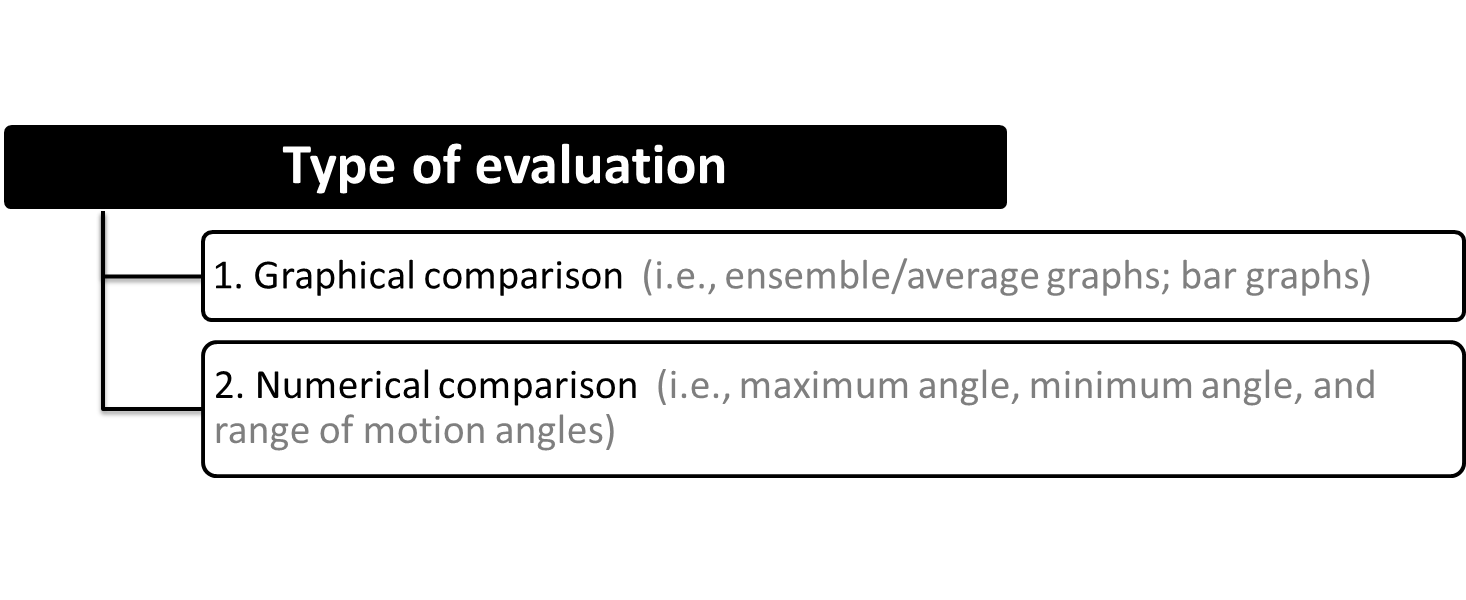 Type of evaluation
1. Graphical comparison (i.e., ensemble/average graphs; bar graphs)
2. Numerical comparison (i.e., maximum angle, minimum angle, and
range of motion angles)